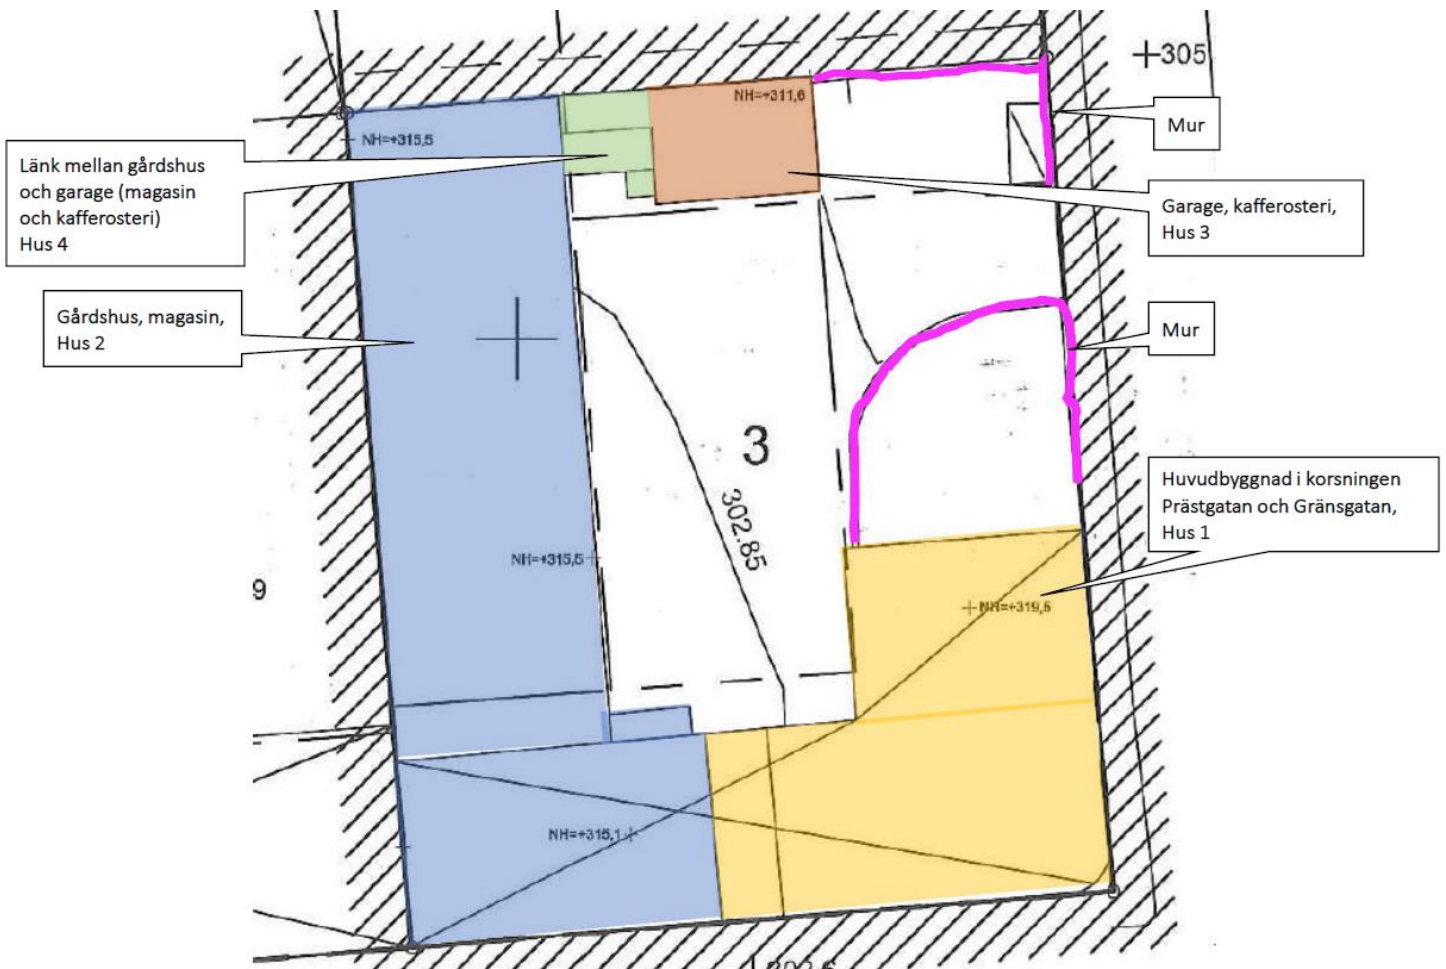 +305
NH=+311,6
Mur
NH=+315,5
Länk mellan gårdshus
och garage (magasin
och kafferosteri)
Hus 4
Garage, kafferosteri,
Hus 3
Gårdshus, magasin,
Hus 2
Mur
3
302.85
Huvudbyggnad i korsningen
Prästgatan och Gränsgatan,
Hus 1
NH=+315,5
9
NH=+319,5
NH=+315,1